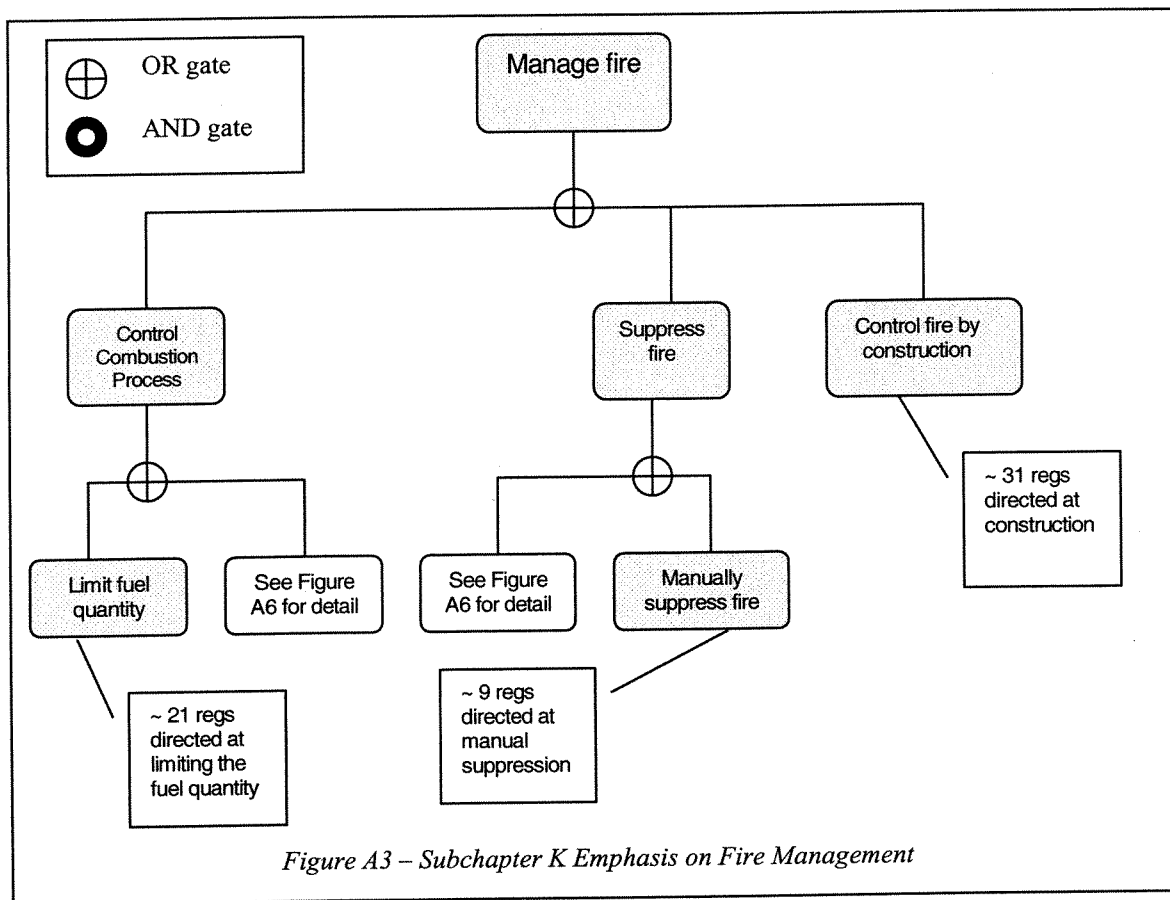 OR gate
AND gate
Manage fire
Control
Combustion
Process
Suppress
fire
Control fire by
construction
~ 31 regs
directed at
construction
Limit fuel
quantity
See Figure
A6 for detail
See Figure
A6 for detail
Manually
suppress fire
~ 21 regs
directed at
limiting the
fuel quantity
~ 9 regs
directed at
manual
suppression
Figure A3 – Subchapter K Emphasis on Fire Management